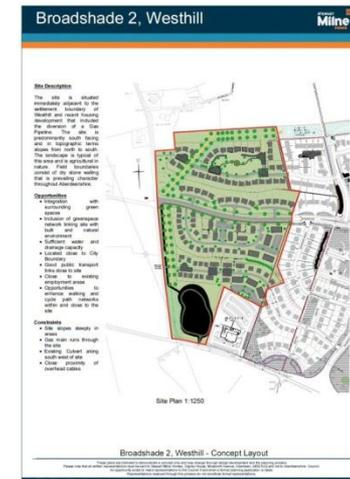 Broadshade 2, Westhill
STEWART
Milne
HOMES
Site Description
The site is situated
immediately adjacent to the
settlement boundary of
Westhill and recent housing
development that included
the diversion of a Gas
Pipeline. The site is
predominantly south facing
and in topographic terms
slopes from north to south.
The landscape is typical of
this area and is agricultural in
nature. Field boundaries
consist of dry stone walling
that is prevailing character
throughout Aberdeenshire.
Opportunities
• Integration with
surrounding green
spaces
• Inclusion of greenspace
network linking site with
built and natural
environment
• Sufficient water and
drainage capacity
• Located close to City
Boundary
• Good public transport
links close to site
• Close to existing
employment areas
• Opportunities to
enhance walking and
cycle path networks
within and close to the
site
Constraints
• Site slopes steeply in
areas
• Gas main runs through
the site
• Existing Culvert along
south west of site
• Close proximity of
overhead cables
Site Plan 1:1250
Broadshade 2, Westhill - Concept Layout